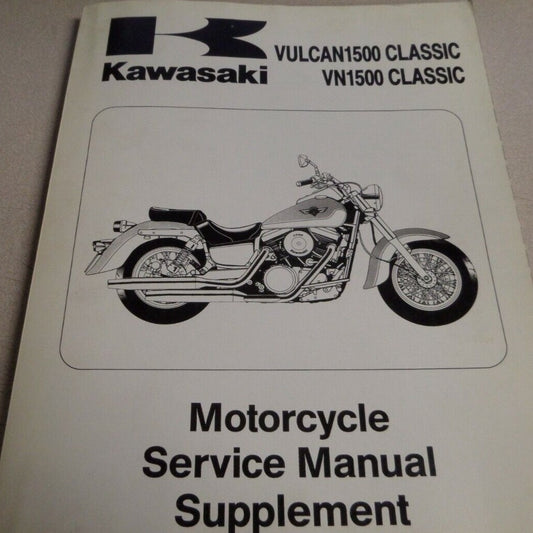 Kawasaki
VULCAN1500 CLASSIC
VN1500 CLASSIC
Motorcycle
Service Manual
Supplement